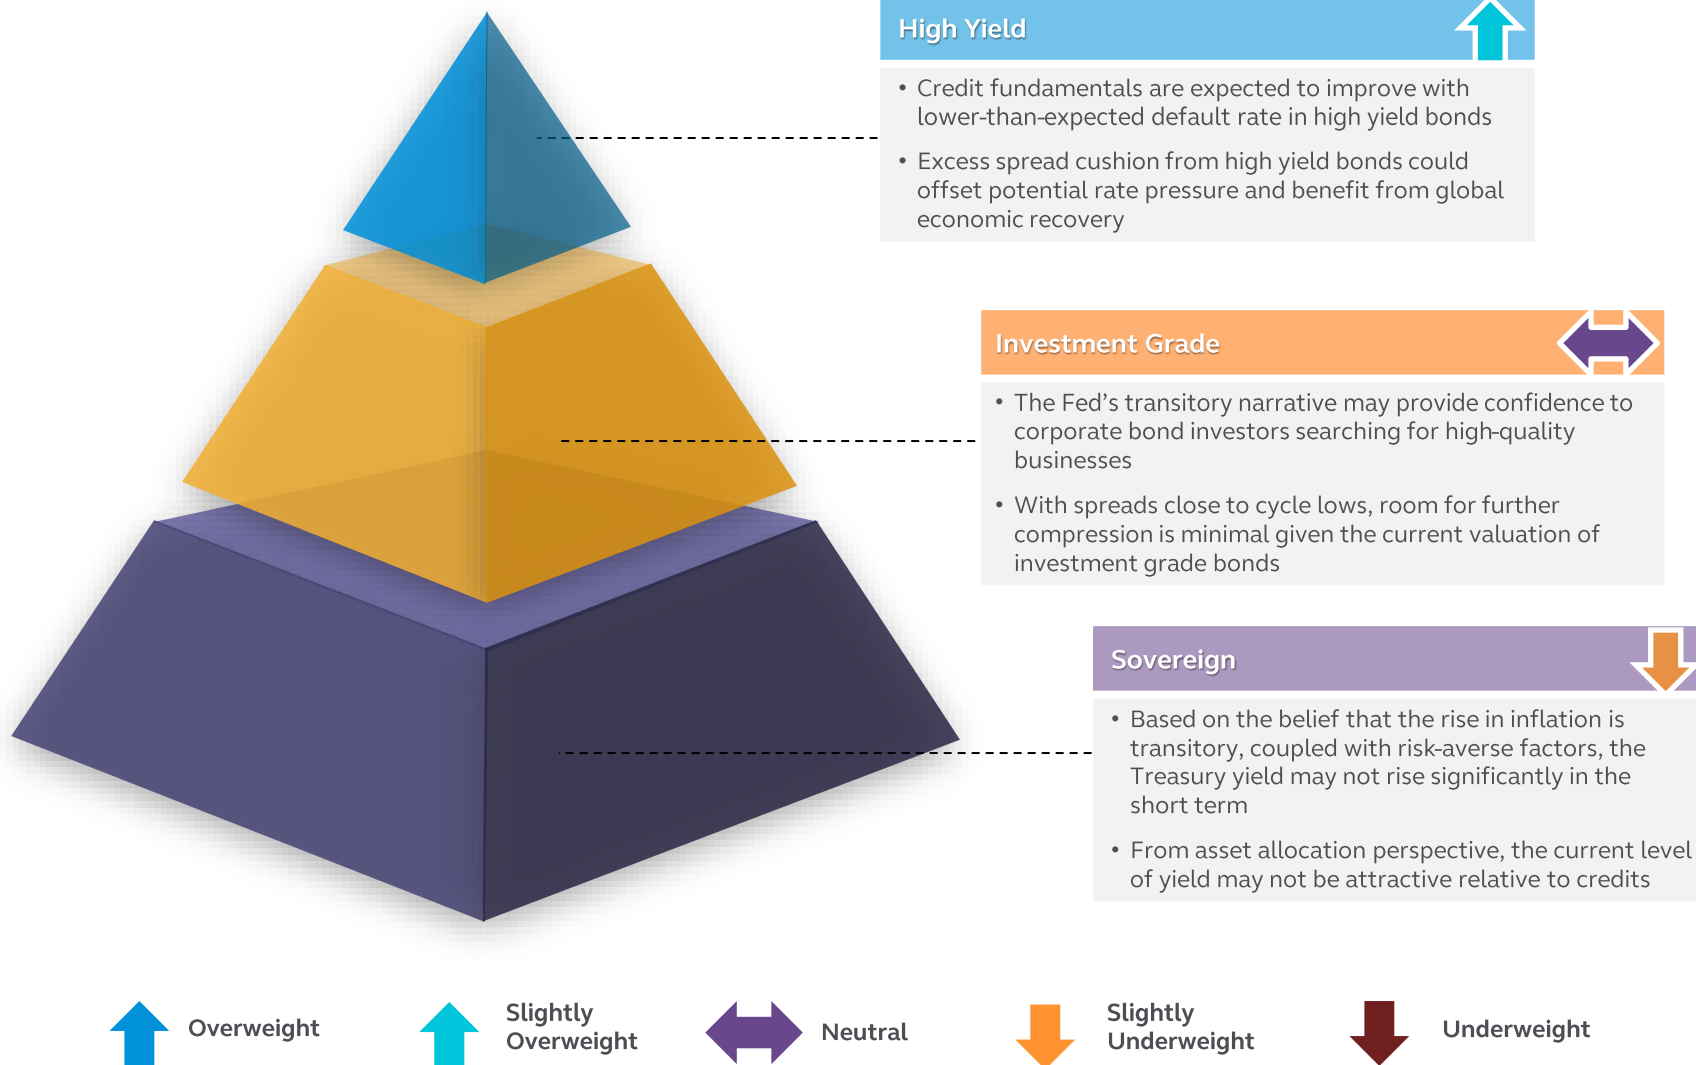 High Yield
• Credit fundamentals are expected to improve with
lower-than-expected default rate in high yield bonds
• Excess spread cushion from high yield bonds could
offset potential rate pressure and benefit from global
economic recovery
Investment Grade
• The Fed’s transitory narrative may provide confidence to
corporate bond investors searching for high-quality
businesses
• With spreads close to cycle lows, room for further
compression is minimal given the current valuation of
investment grade bonds
Sovereign
• Based on the belief that the rise in inflation is
transitory, coupled with risk-averse factors, the
Treasury yield may not rise significantly in the
short term
• From asset allocation perspective, the current level
of yield may not be attractive relative to credits
Overweight
Slightly
Overweight
Neutral
Slightly
Underweight
Underweight